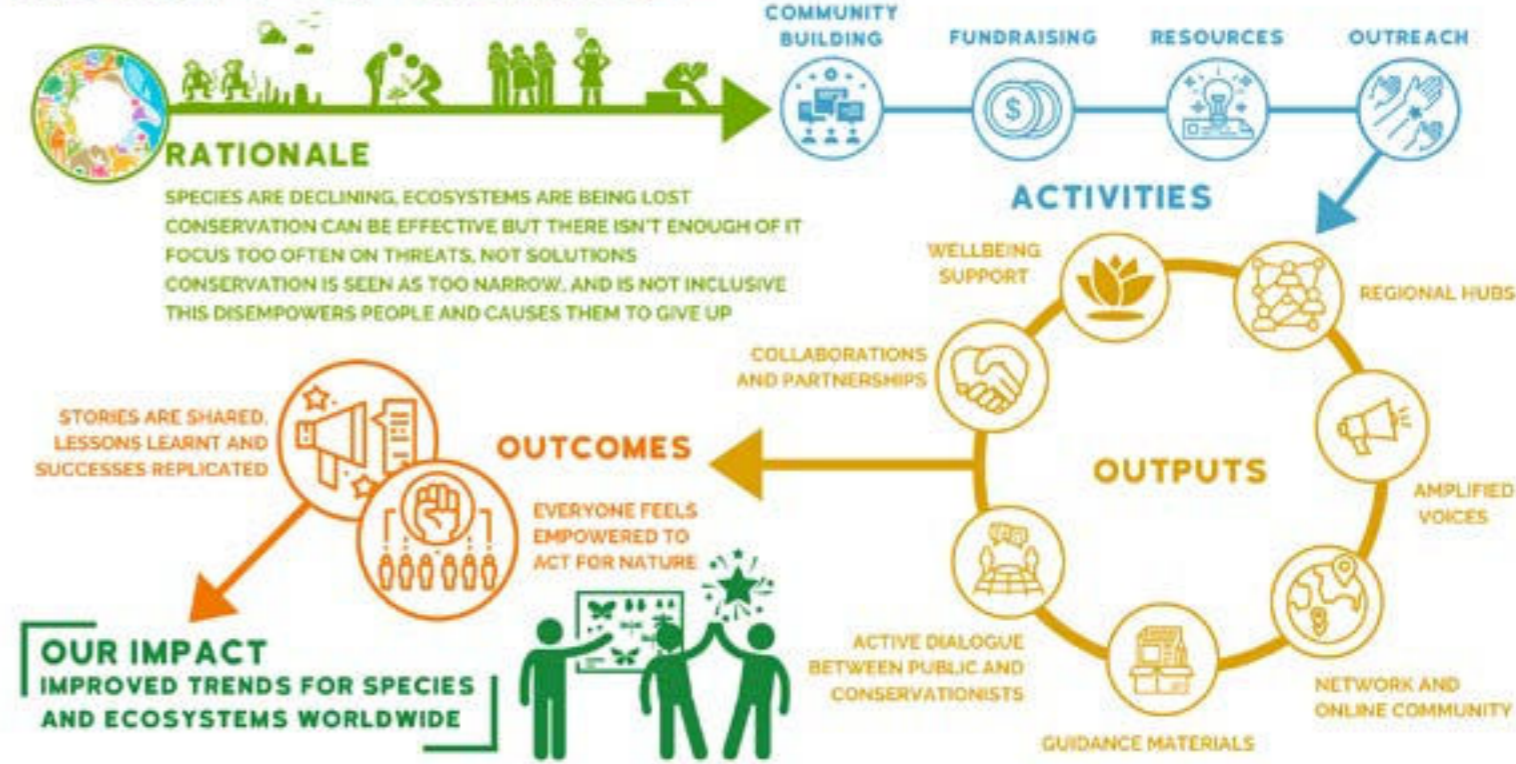 RATIONALE
SPECIES ARE DECLINING, ECOSYSTEMS ARE BEING LOST
CONSERVATION CAN BE EFFECTIVE BUT THERE ISN'T ENOUGH OF IT
FOCUS TOO OFTEN ON THREATS, NOT SOLUTIONS
CONSERVATION IS SEEN AS TOO NARROW, AND IS NOT INCLUSIVE
THIS DISEMPOWERS PEOPLE AND CAUSES THEM TO GIVE UP
COMMUNITY
BUILDING
FUNDRAISING
RESOURCES
OUTREACH
ACTIVITIES
WELLBEING
SUPPORT
REGIONAL HUBS
COLLABORATIONS
AND PARTNERSHIPS
OUTPUTS
AMPLIFIED
VOICES
ACTIVE DIALOGUE
BETWEEN PUBLIC AND
CONSERVATIONISTS
NETWORK AND
ONLINE COMMUNITY
GUIDANCE MATERIALS
OUTCOMES
STORIES ARE SHARED,
LESSONS LEARNT AND
SUCCESSES REPLICATED
EVERYONE FEELS
EMPOWERED TO
ACT FOR NATURE
OUR IMPACT
IMPROVED TRENDS FOR SPECIES
AND ECOSYSTEMS WORLDWIDE